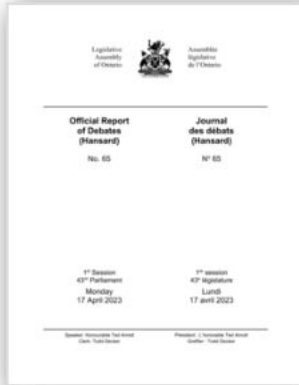 Legislative
Assembly
of Ontario
Assemblée
législative
de l'Ontario
Official Report
of Debates
(Hansard)
Journal
des débats
(Hansard)
No. 65
N° 65
1st Session
43rd Parliament
1re session
43e législature
Monday
17 April 2023
Lundi
17 avril 2023
Speaker: Honourable Ted Arnott
Clerk: Todd Decker
Président : L'honorable Ted Arnott
Greffier : Todd Decker